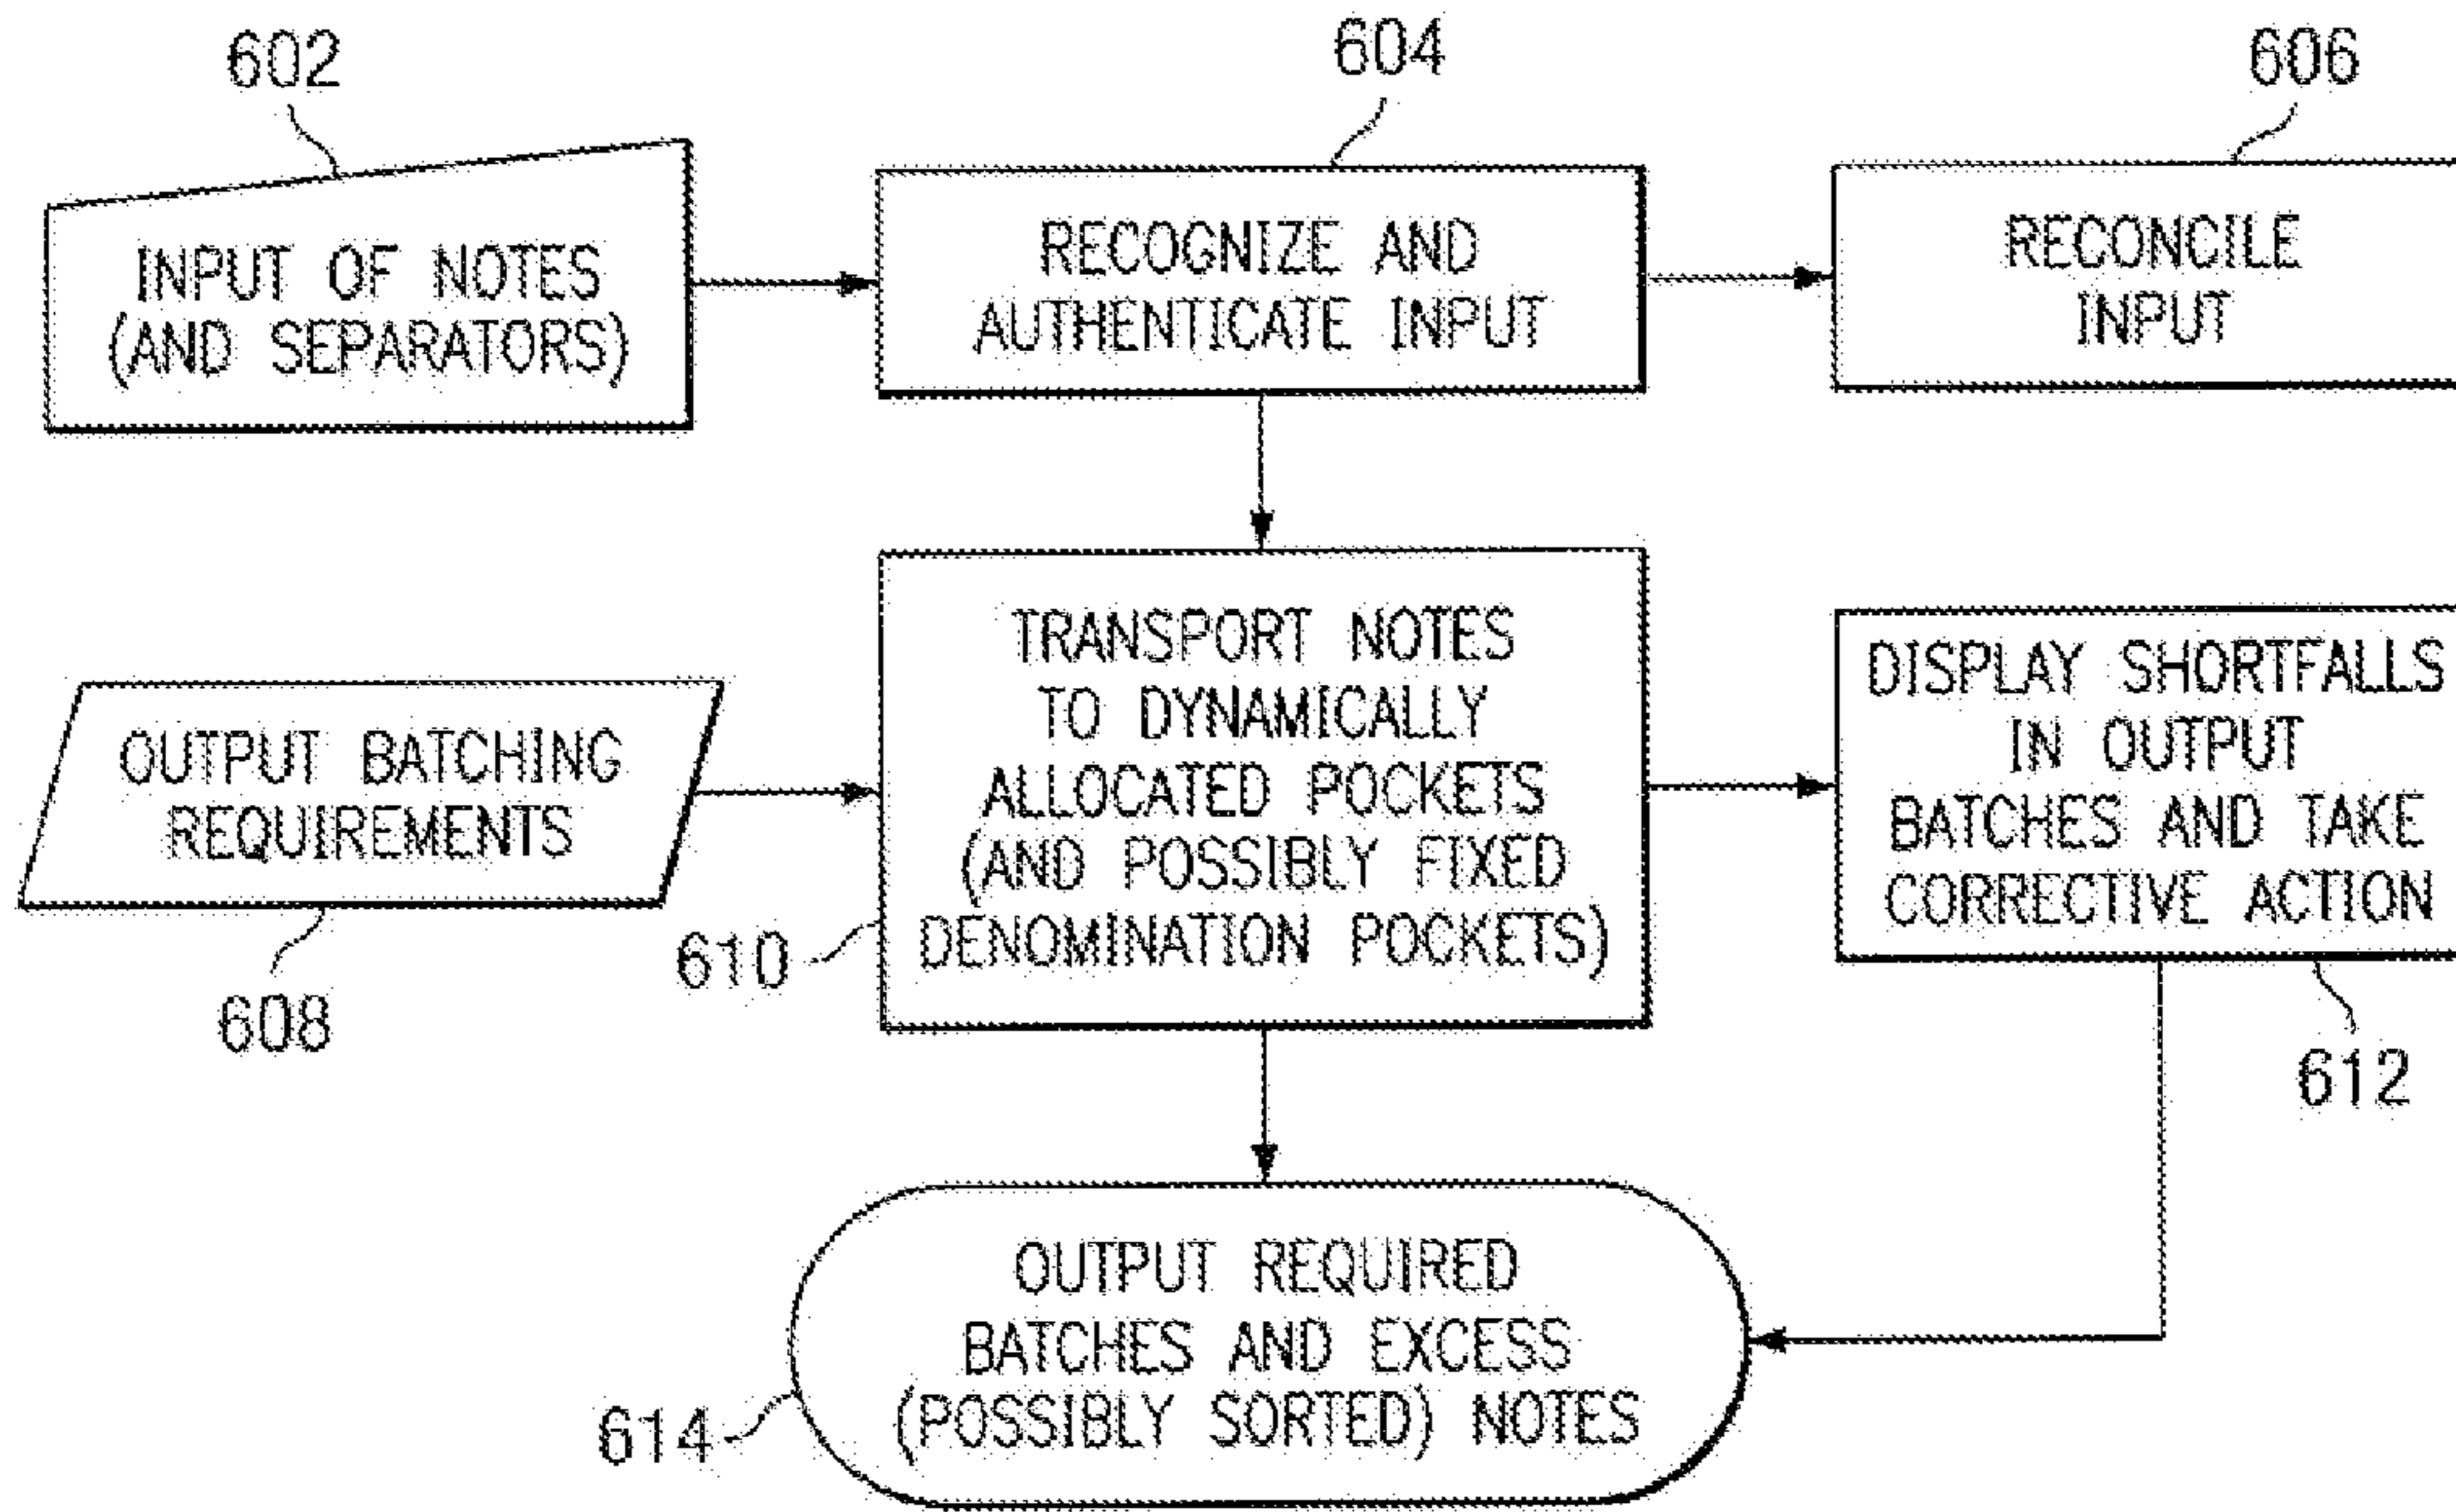 602
604
606
INPUT OF NOTES
(AND SEPARATORS)
RECOGNIZE AND
AUTHENTICATE INPUT
RECONCILE
INPUT
OUTPUT BATCHING
REQUIREMENTS
608
TRANSPORT NOTES
TO DYNAMICALLY
ALLOCATED POCKETS
(AND POSSIBLY FIXED
DENOMINATION POCKETS)
610
DISPLAY SHORTFALLS
IN OUTPUT
BATCHES AND TAKE
CORRECTIVE ACTION
612
OUTPUT REQUIRED
BATCHES AND EXCESS
(POSSIBLY SORTED) NOTES
614